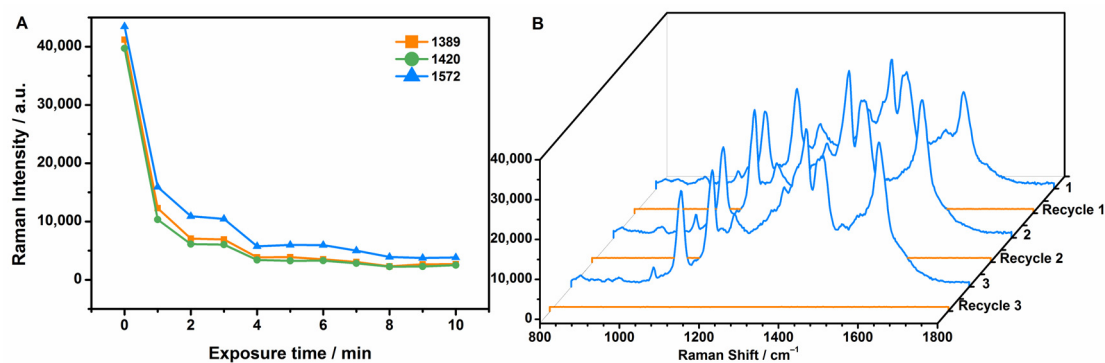 A
1389
1420
1572
40,000
30,000
20,000
10,000
0
Raman Intensity / a.u.
0 2 4 6 8 10
Exposure time / min
B
40,000
30,000
20,000
10,000
0
800 1000 1200 1400 1600 1800
Raman Shift / cm⁻¹
1
Recycle 1
2
Recycle 2
3
Recycle 3